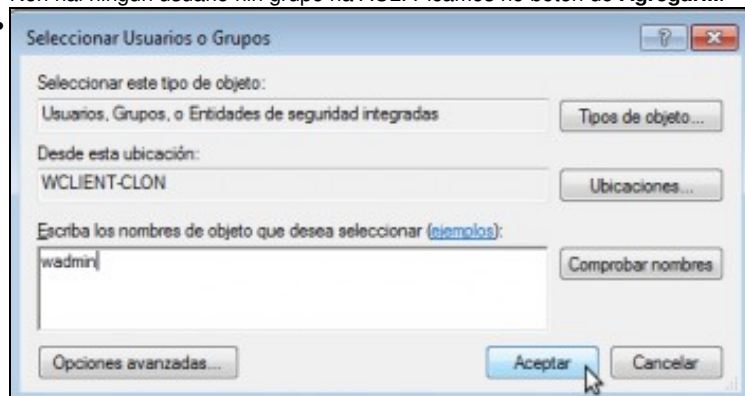 Seleccionar Usuarios o Grupos
Seleccionar este tipo de objeto:
Usuarios, Grupos, o Entidades de seguridad integradas
Tipos de objeto...
Desde esta ubicación:
WCLIENT-CLON
Ubicaciones...
Escriba los nombres de objeto que desea seleccionar (ejemplos):
wadmin
Comprobar nombres
Opciones avanzadas...
Aceptar
Cancelar